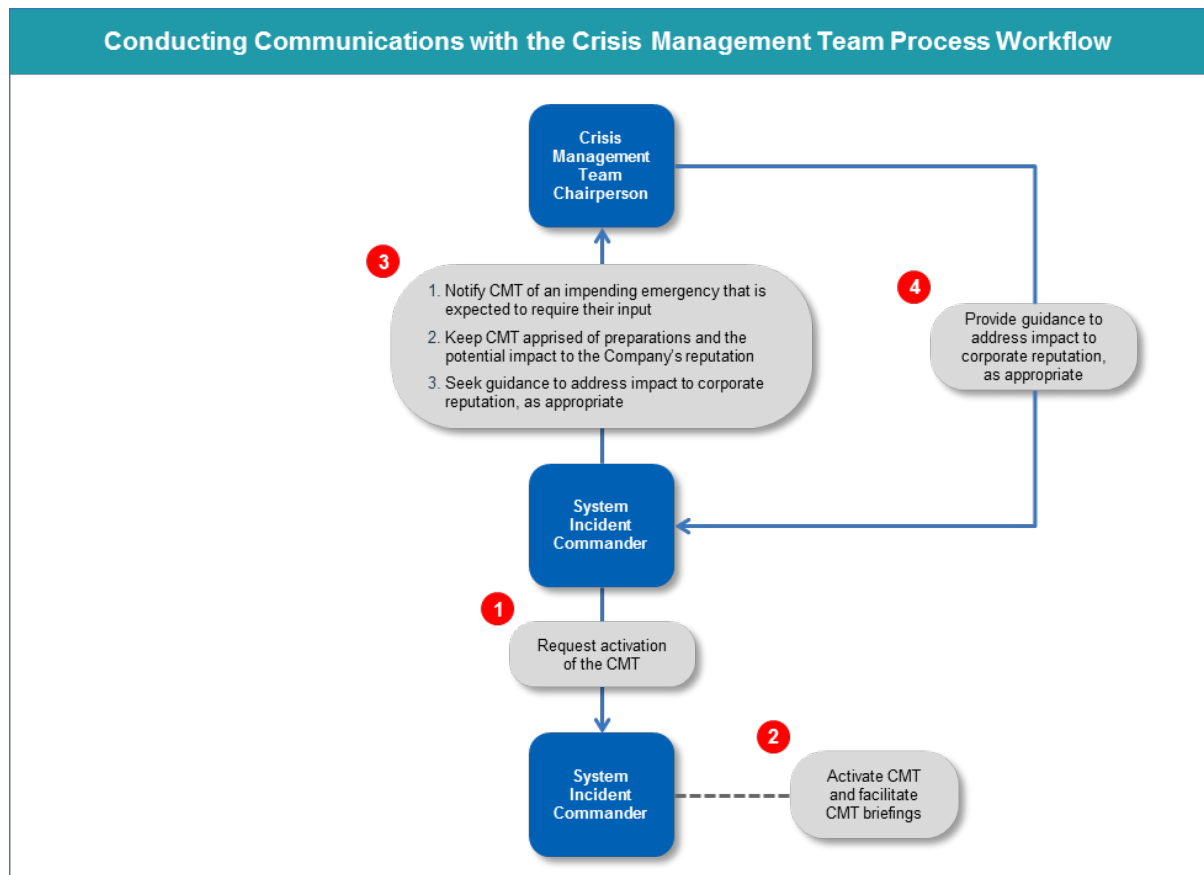 Conducting Communications with the Crisis Management Team Process Workflow
Crisis
Management
Team
Chairperson
3
1. Notify CMT of an impending emergency that is
expected to require their input
2. Keep CMT apprised of preparations and the
potential impact to the Company's reputation
3. Seek guidance to address impact to corporate
reputation, as appropriate
4
Provide guidance to
address impact to
corporate reputation,
as appropriate
System
Incident
Commander
1
Request activation
of the CMT
System
Incident
Commander
2
Activate CMT
and facilitate
CMT briefings